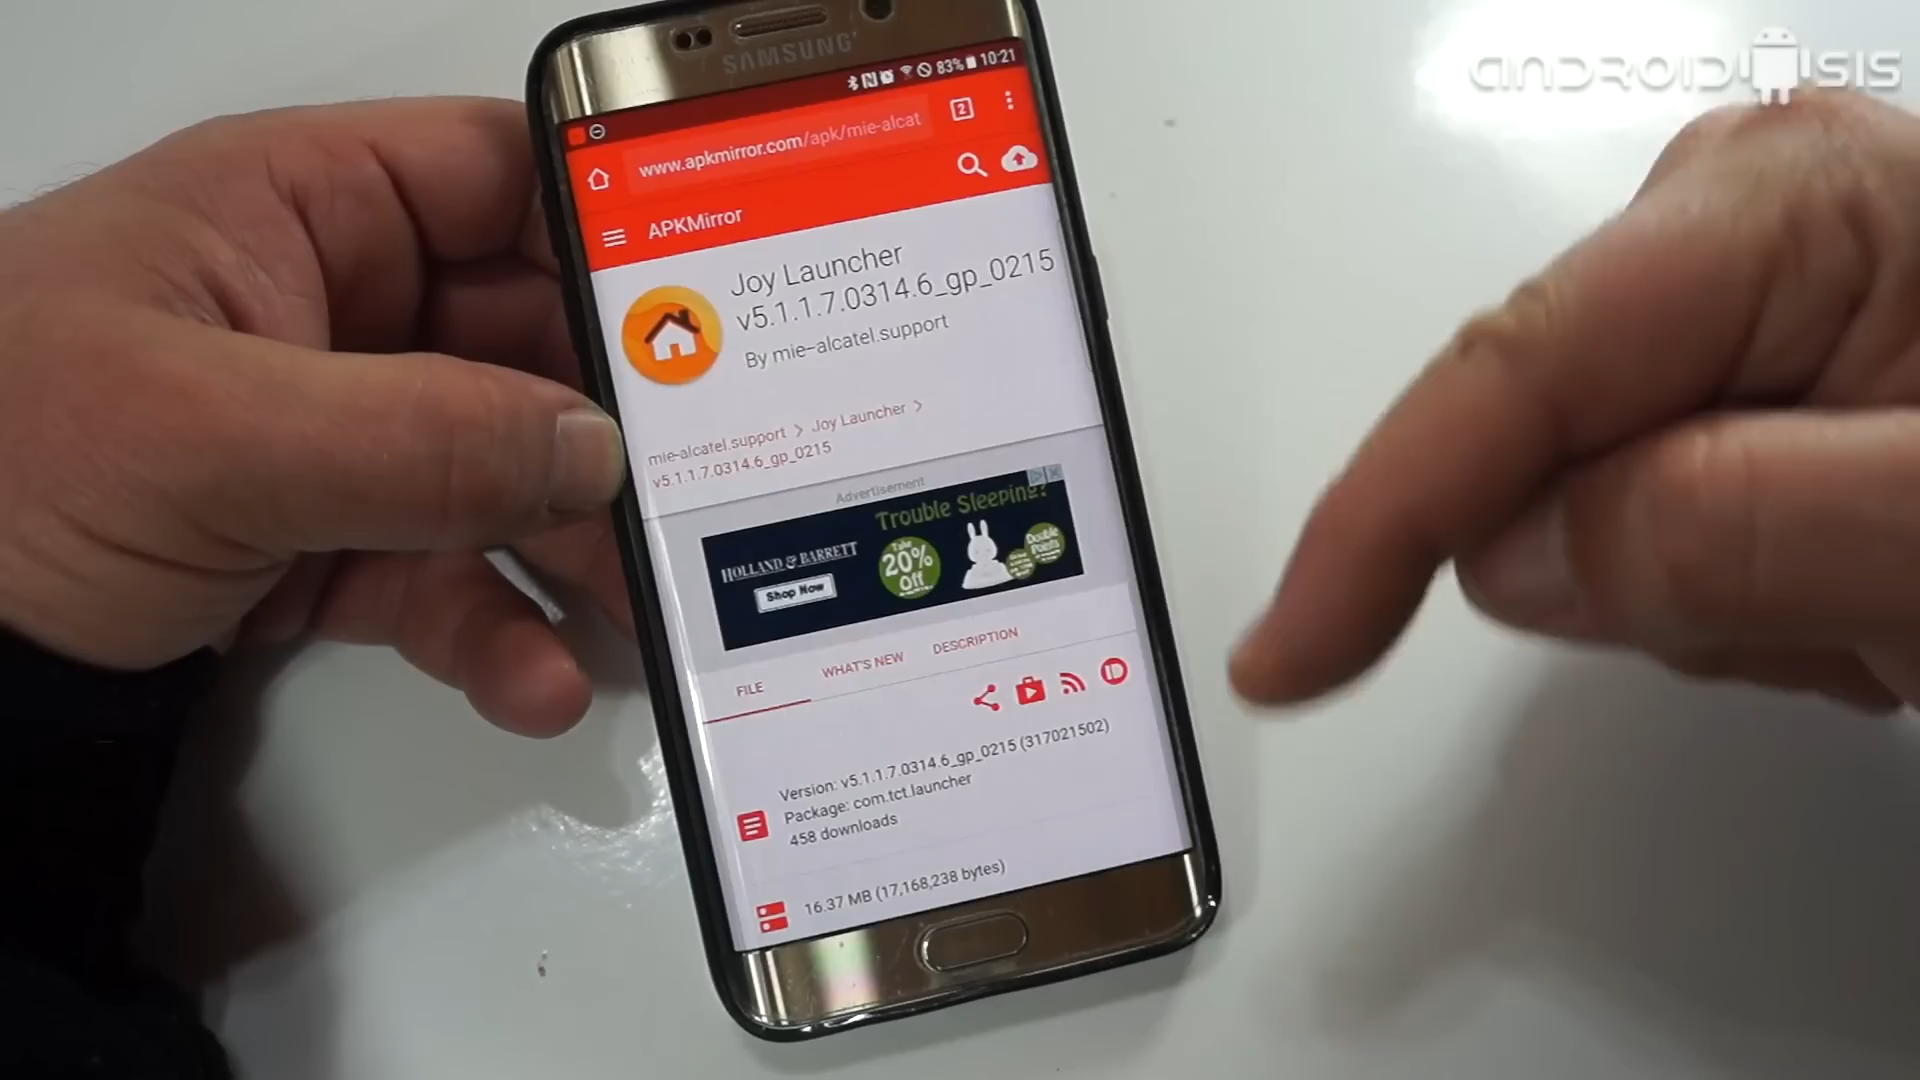 ANDROIDSIS
SAMSUNG
83% 10:21
www.apkmirror.com/apk/mie-alcat
2
APKMirror
Joy Launcher
v5.1.1.7.0314.6_gp_0215
By mie-alcatel.support
mie-alcatel.support > Joy Launcher >
v5.1.1.7.0314.6_gp_0215
Advertisement
Trouble Sleeping?
HOLLAND & BARRETT
Shop Now
Take
20%
Off
Double
Points
FILE
WHAT'S NEW
DESCRIPTION
Version: v5.1.1.7.0314.6_gp_0215 (317021502)
Package: com.tct.launcher
458 downloads
16.37 MB (17,168,238 bytes)